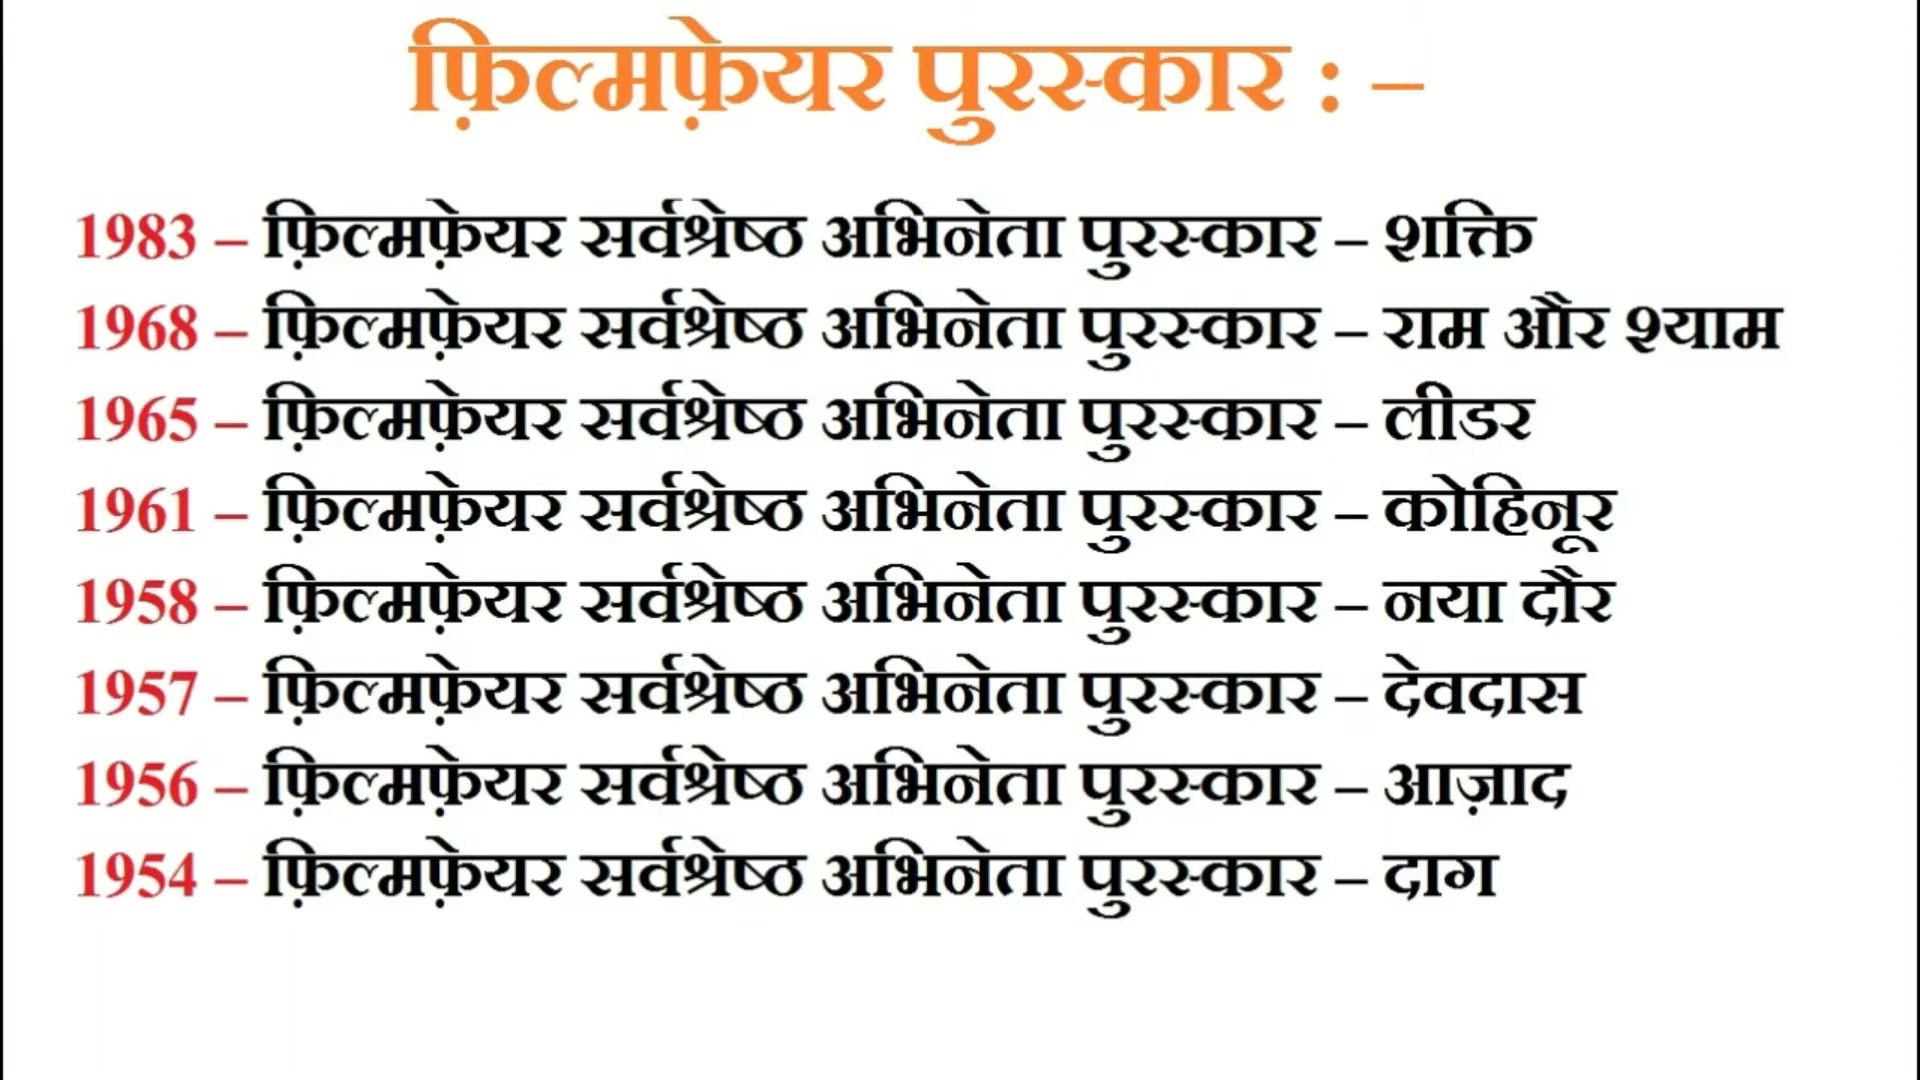 फ़िल्मफ़ेयर पुरस्कार : –
1983 – फ़िल्मफ़ेयर सर्वश्रेष्ठ अभिनेता पुरस्कार – शक्ति
1968 – फ़िल्मफ़ेयर सर्वश्रेष्ठ अभिनेता पुरस्कार – राम और श्याम
1965 – फ़िल्मफ़ेयर सर्वश्रेष्ठ अभिनेता पुरस्कार – लीडर
1961 – फ़िल्मफ़ेयर सर्वश्रेष्ठ अभिनेता पुरस्कार – कोहिनूर
1958 – फ़िल्मफ़ेयर सर्वश्रेष्ठ अभिनेता पुरस्कार – नया दौर
1957 – फ़िल्मफ़ेयर सर्वश्रेष्ठ अभिनेता पुरस्कार – देवदास
1956 – फ़िल्मफ़ेयर सर्वश्रेष्ठ अभिनेता पुरस्कार – आज़ाद
1954 – फ़िल्मफ़ेयर सर्वश्रेष्ठ अभिनेता पुरस्कार – दाग